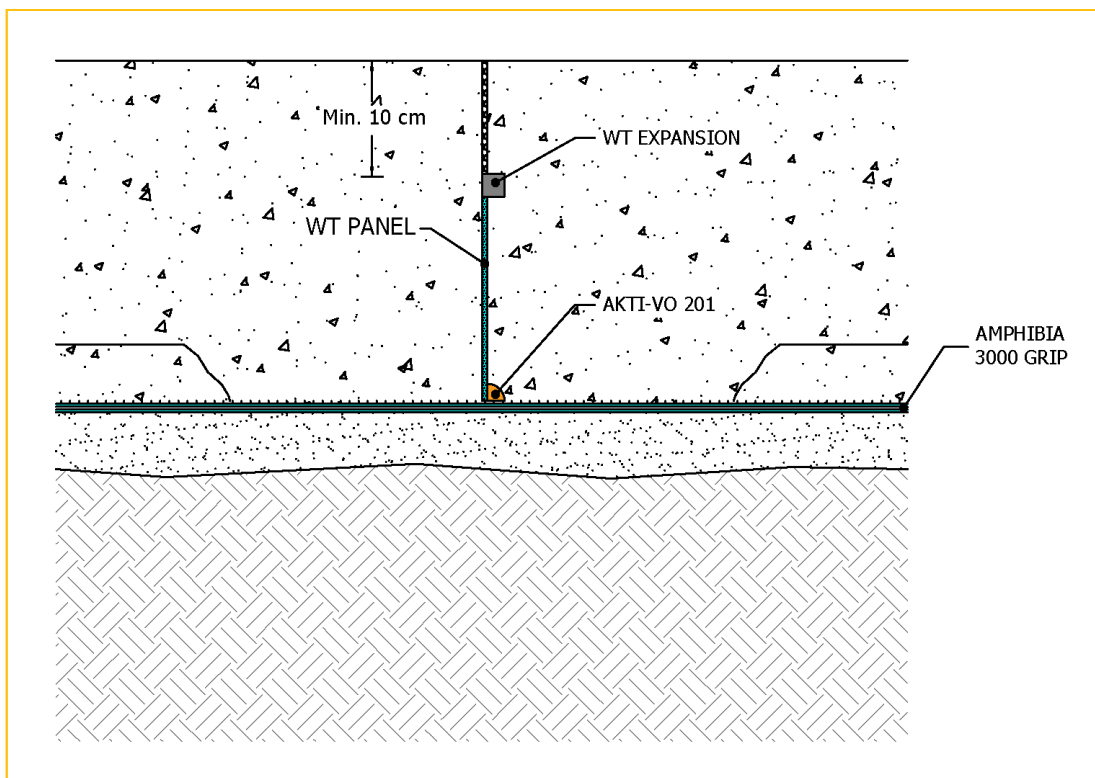 Min. 10 cm
WT EXPANSION
WT PANEL
AKTI-VO 201
AMPHIBIA
3000 GRIP